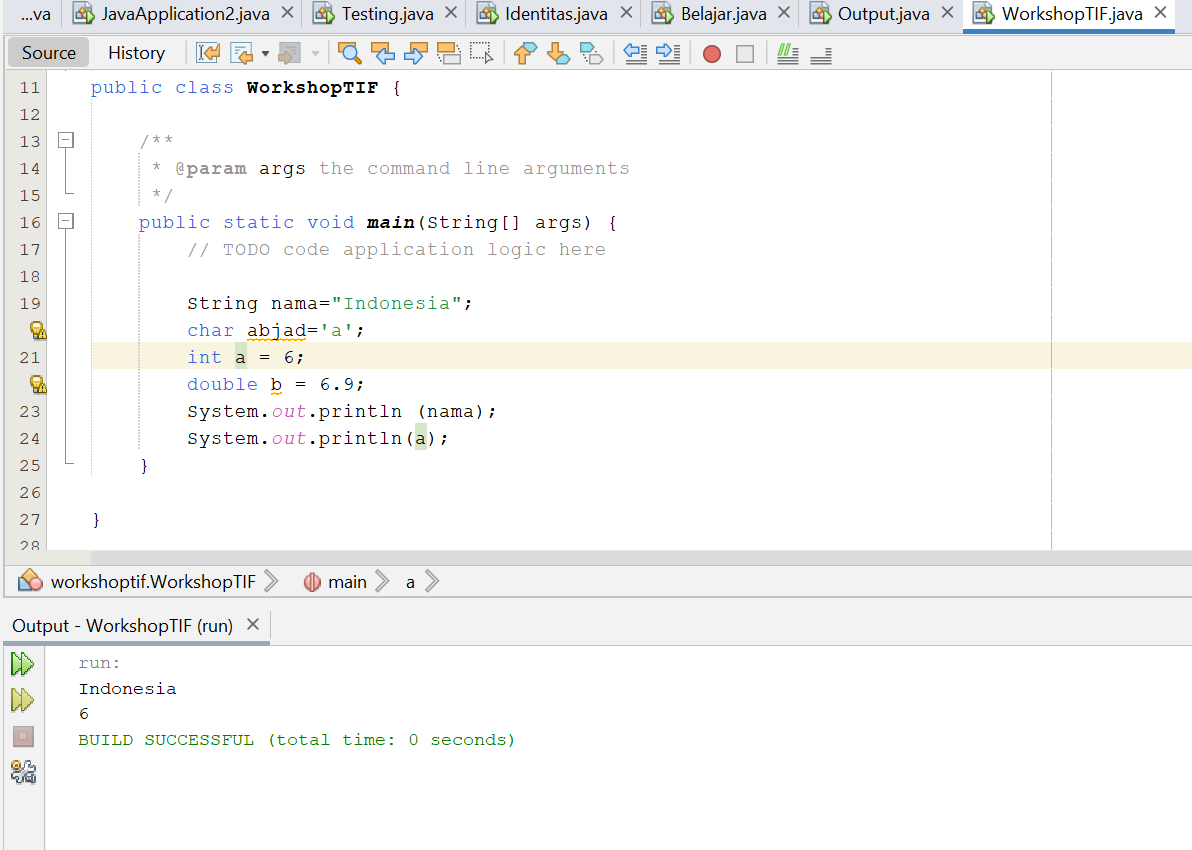 ...va JavaApplication2.java Testing.java Identitas.java Belajar.java Output.java WorkshopTIF.java
Source History
11 public class WorkshopTIF {
12
13 /**
14 * @param args the command line arguments
15 */
16 public static void main(String[] args) {
17 // TODO code application logic here
18
19 String nama="Indonesia";
char abjad='a';
21 int a = 6;
double b = 6.9;
23 System.out.println (nama);
24 System.out.println(a);
25 }
26
27 }
28
workshoptif.WorkshopTIF main a
Output - WorkshopTIF (run)
run:
Indonesia
6
BUILD SUCCESSFUL (total time: 0 seconds)